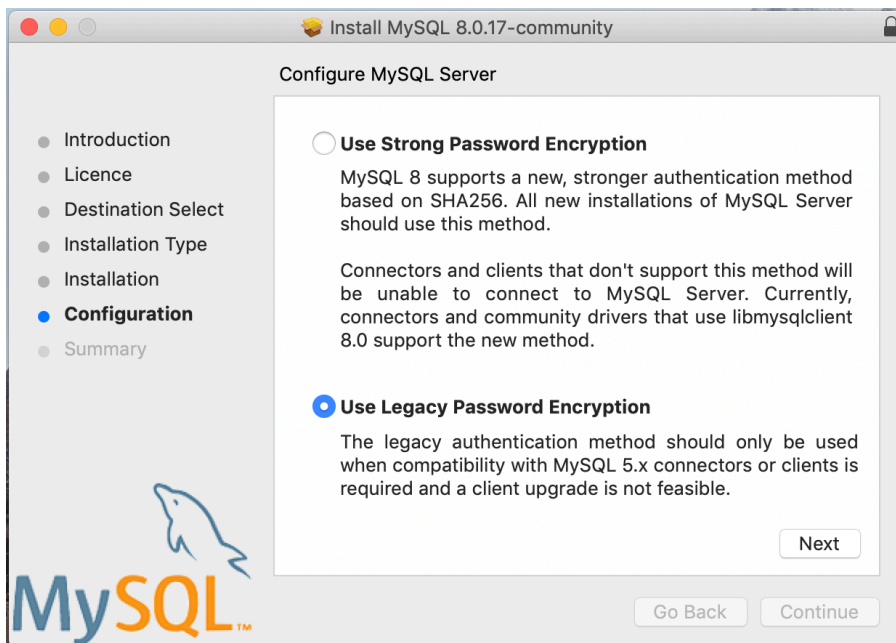 Install MySQL 8.0.17-community
Configure MySQL Server
Introduction
Licence
Destination Select
Installation Type
Installation
Configuration
Summary
Use Strong Password Encryption
MySQL 8 supports a new, stronger authentication method
based on SHA256. All new installations of MySQL Server
should use this method.
Connectors and clients that don't support this method will
be unable to connect to MySQL Server. Currently,
connectors and community drivers that use libmysqlclient
8.0 support the new method.
Use Legacy Password Encryption
The legacy authentication method should only be used
when compatibility with MySQL 5.x connectors or clients is
required and a client upgrade is not feasible.
Next
MySQL™
Go Back
Continue